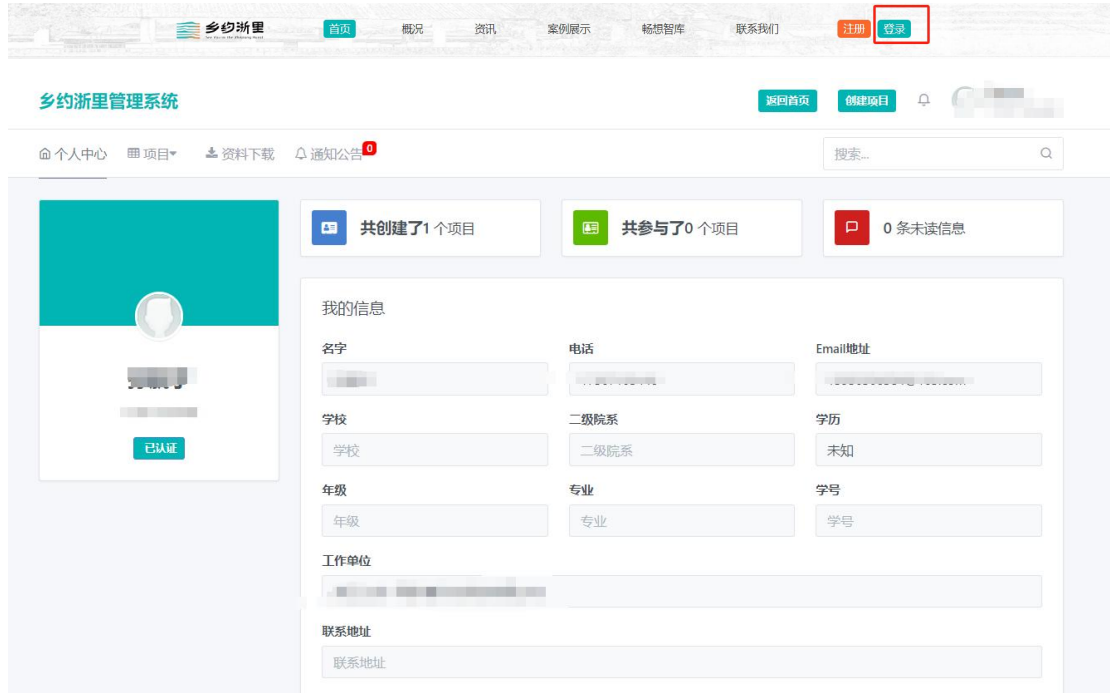 乡约浙里 首页 概况 资讯 案例展示 畅想智库 联系我们 注册 登录
乡约浙里管理系统 返回首页 创建项目
个人中心 项目 资料下载 通知公告 0 搜索...
共创建了1 个项目 共参与了0 个项目 0 条未读信息
我的信息
名字 电话 Email地址
学校 二级院系 学历
已认证 学校 二级院系 未知
年级 专业 学号
年级 专业 学号
工作单位
联系地址
联系地址